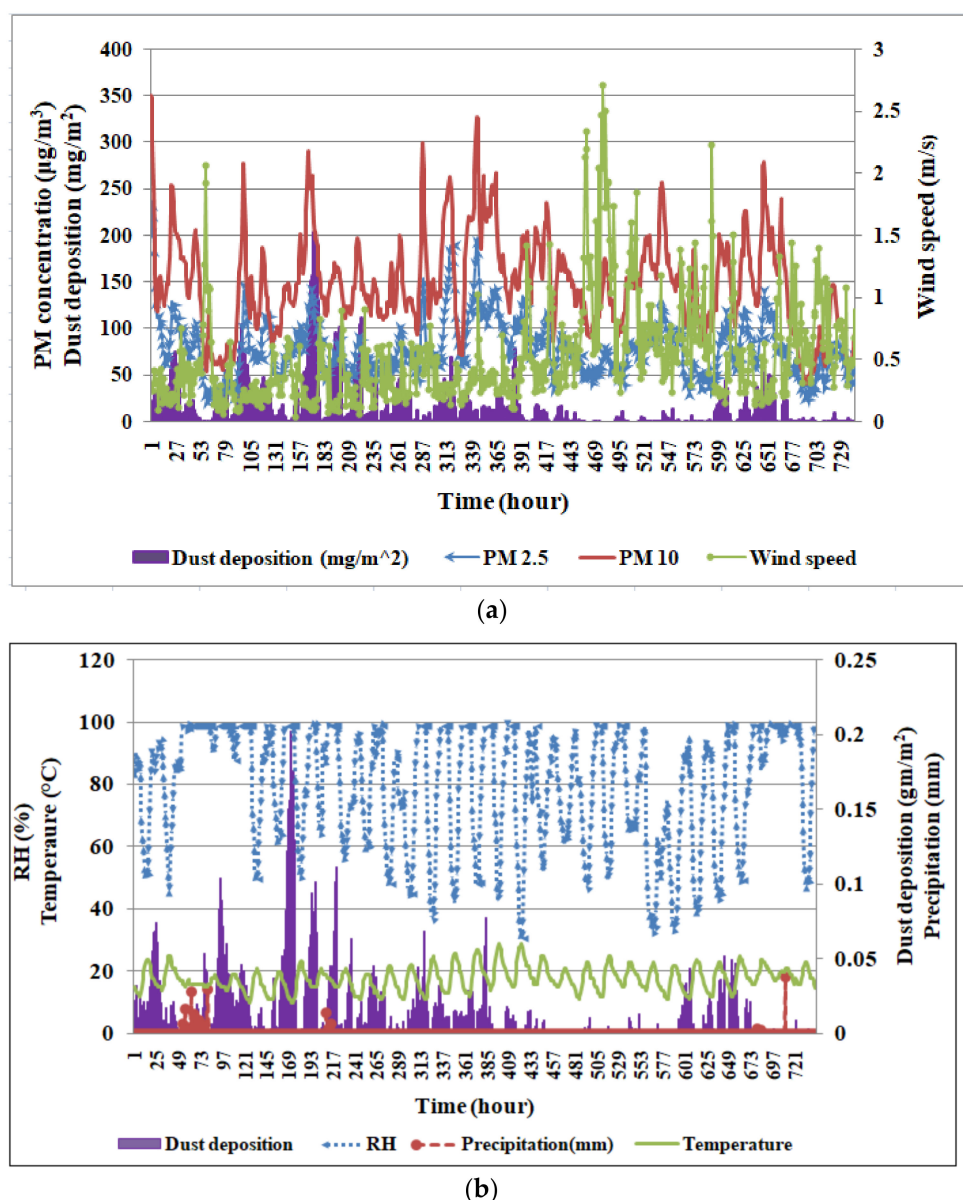 400
350
300
250
200
150
100
50
0
3
2.5
2
1.5
1
0.5
0
PM concentratio (µg/m³)
Dust deposition (mg/m²)
Wind speed (m/s)
1 27 53 79 105 131 157 183 209 235 261 287 313 339 365 391 417 443 469 495 521 547 573 599 625 651 677 703 729
Time (hour)
Dust deposition (mg/m^2) PM 2.5 PM 10 Wind speed
(a)
120
100
80
60
40
20
0
0.25
0.2
0.15
0.1
0.05
0
RH (%)
Temperaure (°C)
Dust deposition (gm/m²)
Precipitation (mm)
1 25 49 73 97 121 145 169 193 217 241 265 289 313 337 361 385 409 433 457 481 505 529 553 577 601 625 649 673 697 721
Time (hour)
Dust deposition RH Precipitation(mm) Temperature
(b)